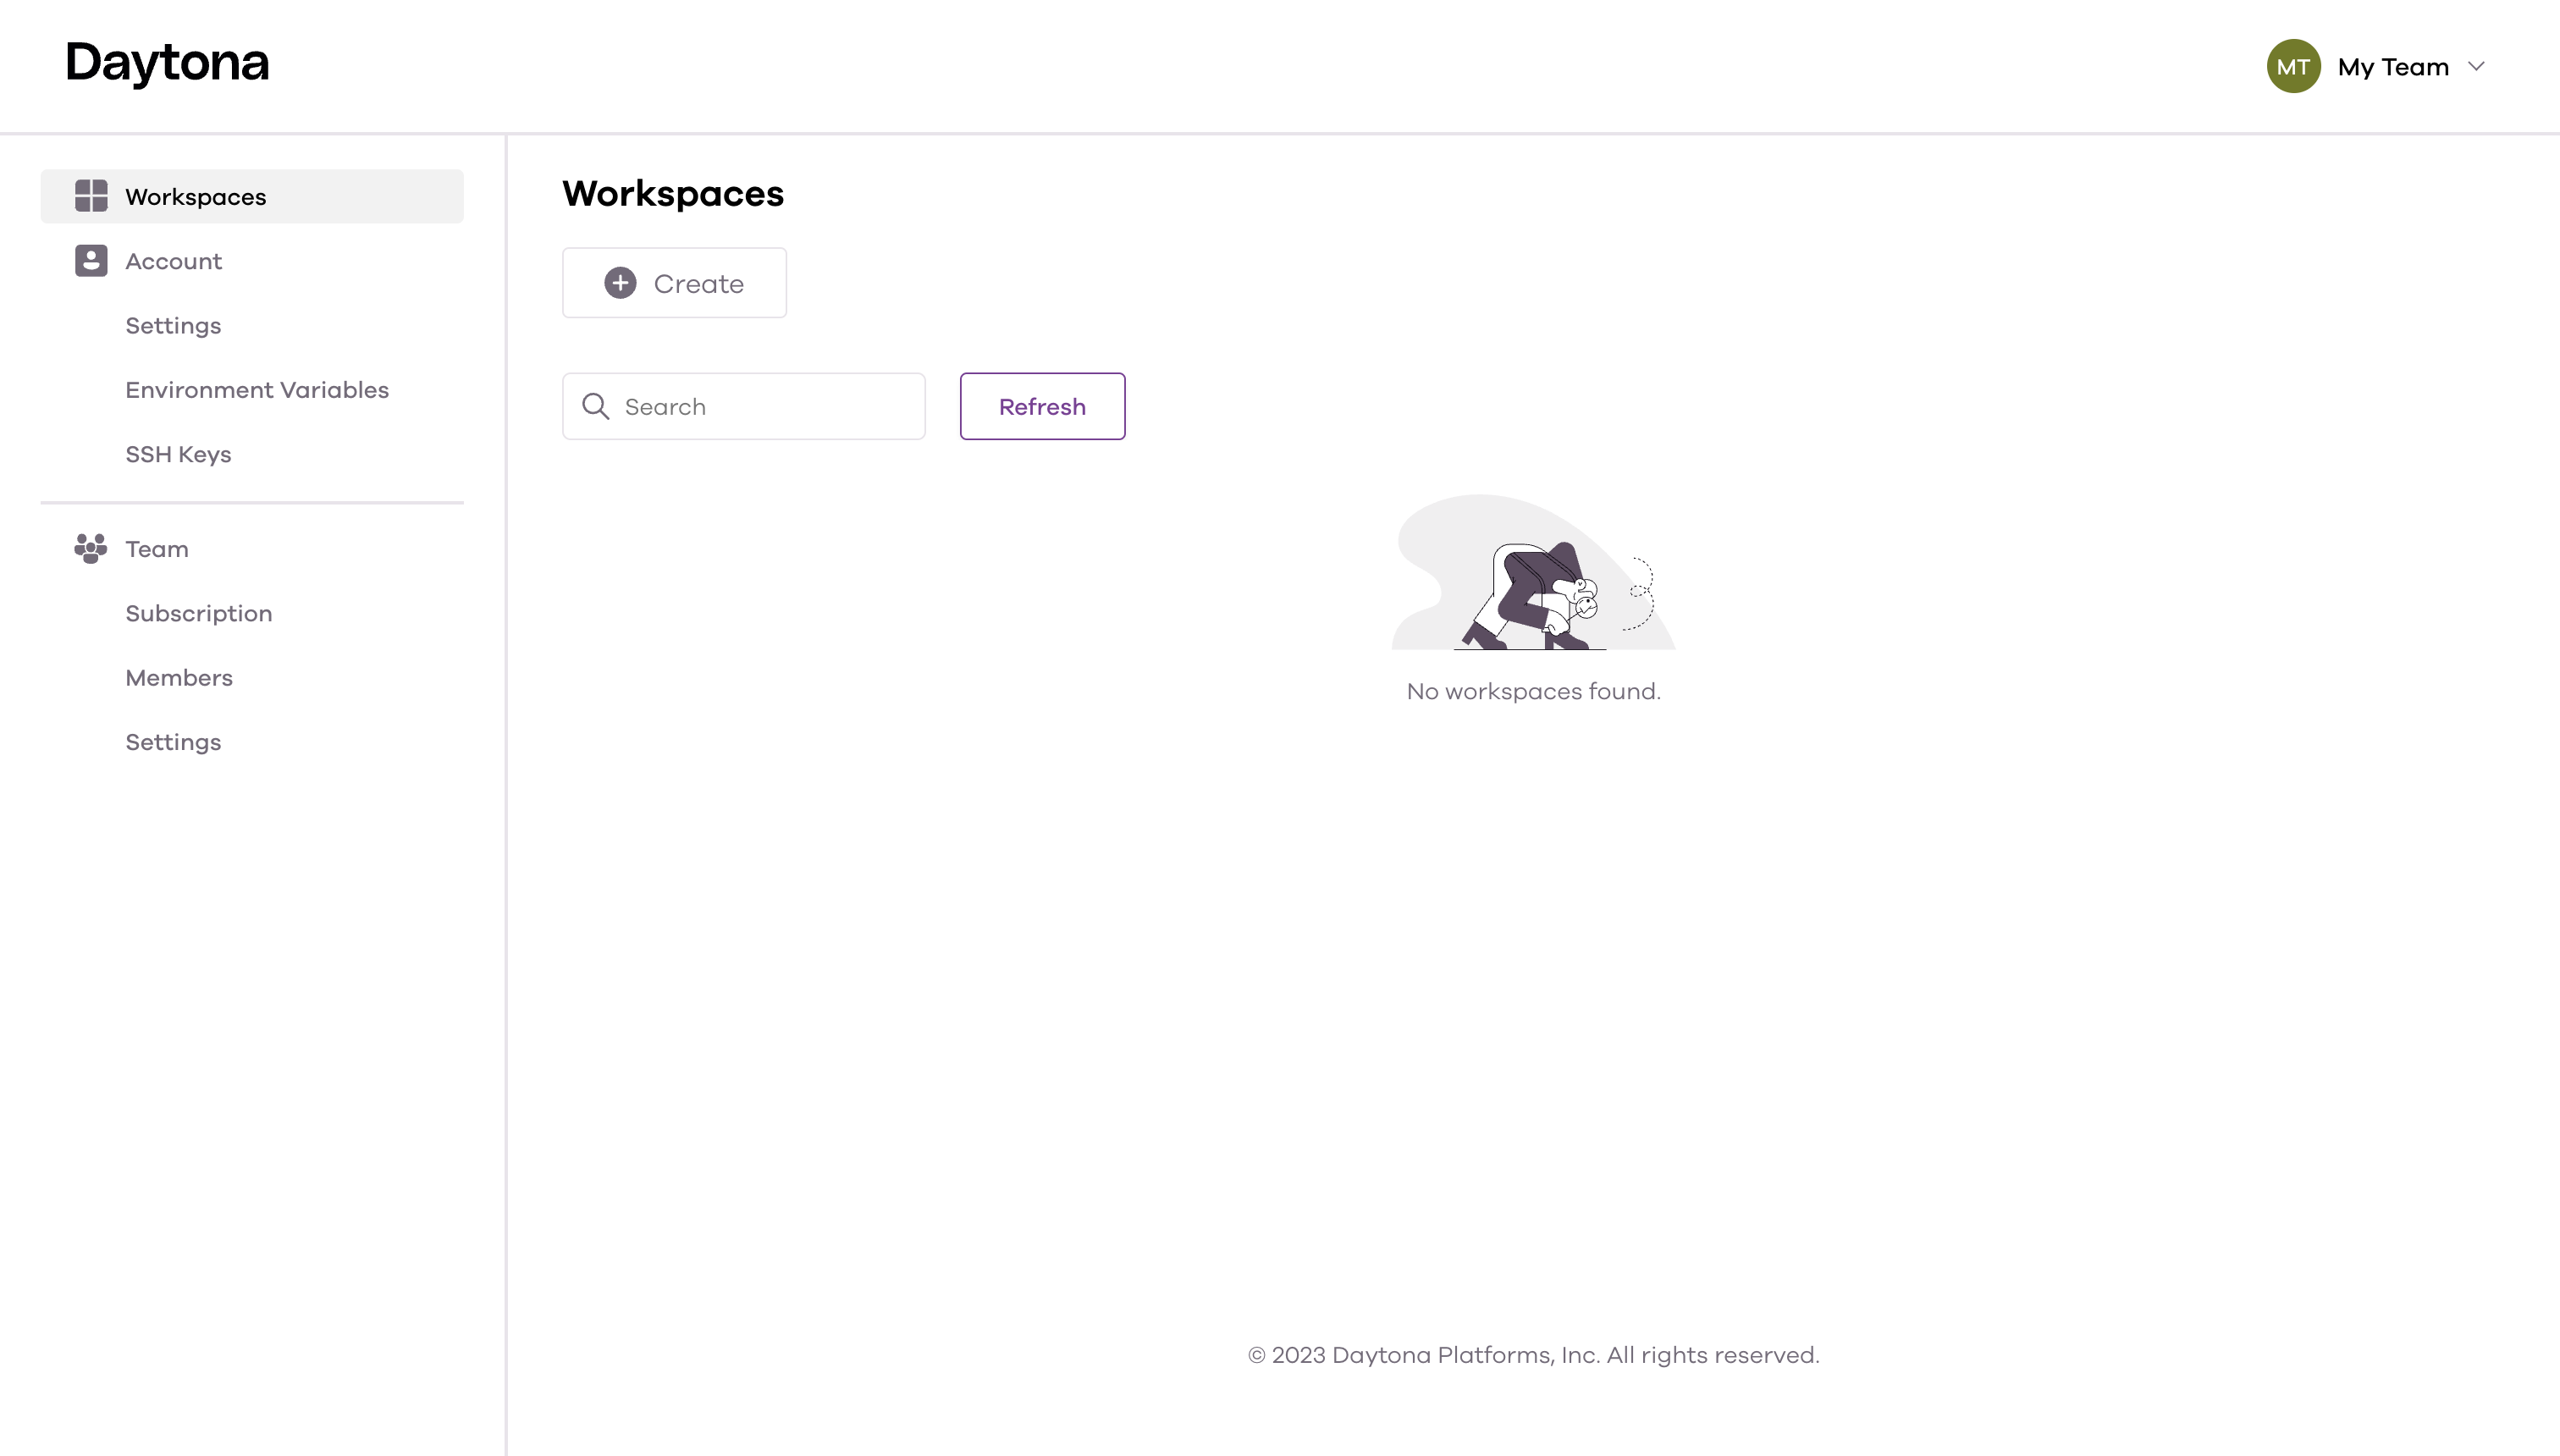 Daytona
MT My Team
Workspaces
Account
Settings
Environment Variables
SSH Keys
Team
Subscription
Members
Settings
Workspaces
Create
Search
Refresh
No workspaces found.
© 2023 Daytona Platforms, Inc. All rights reserved.